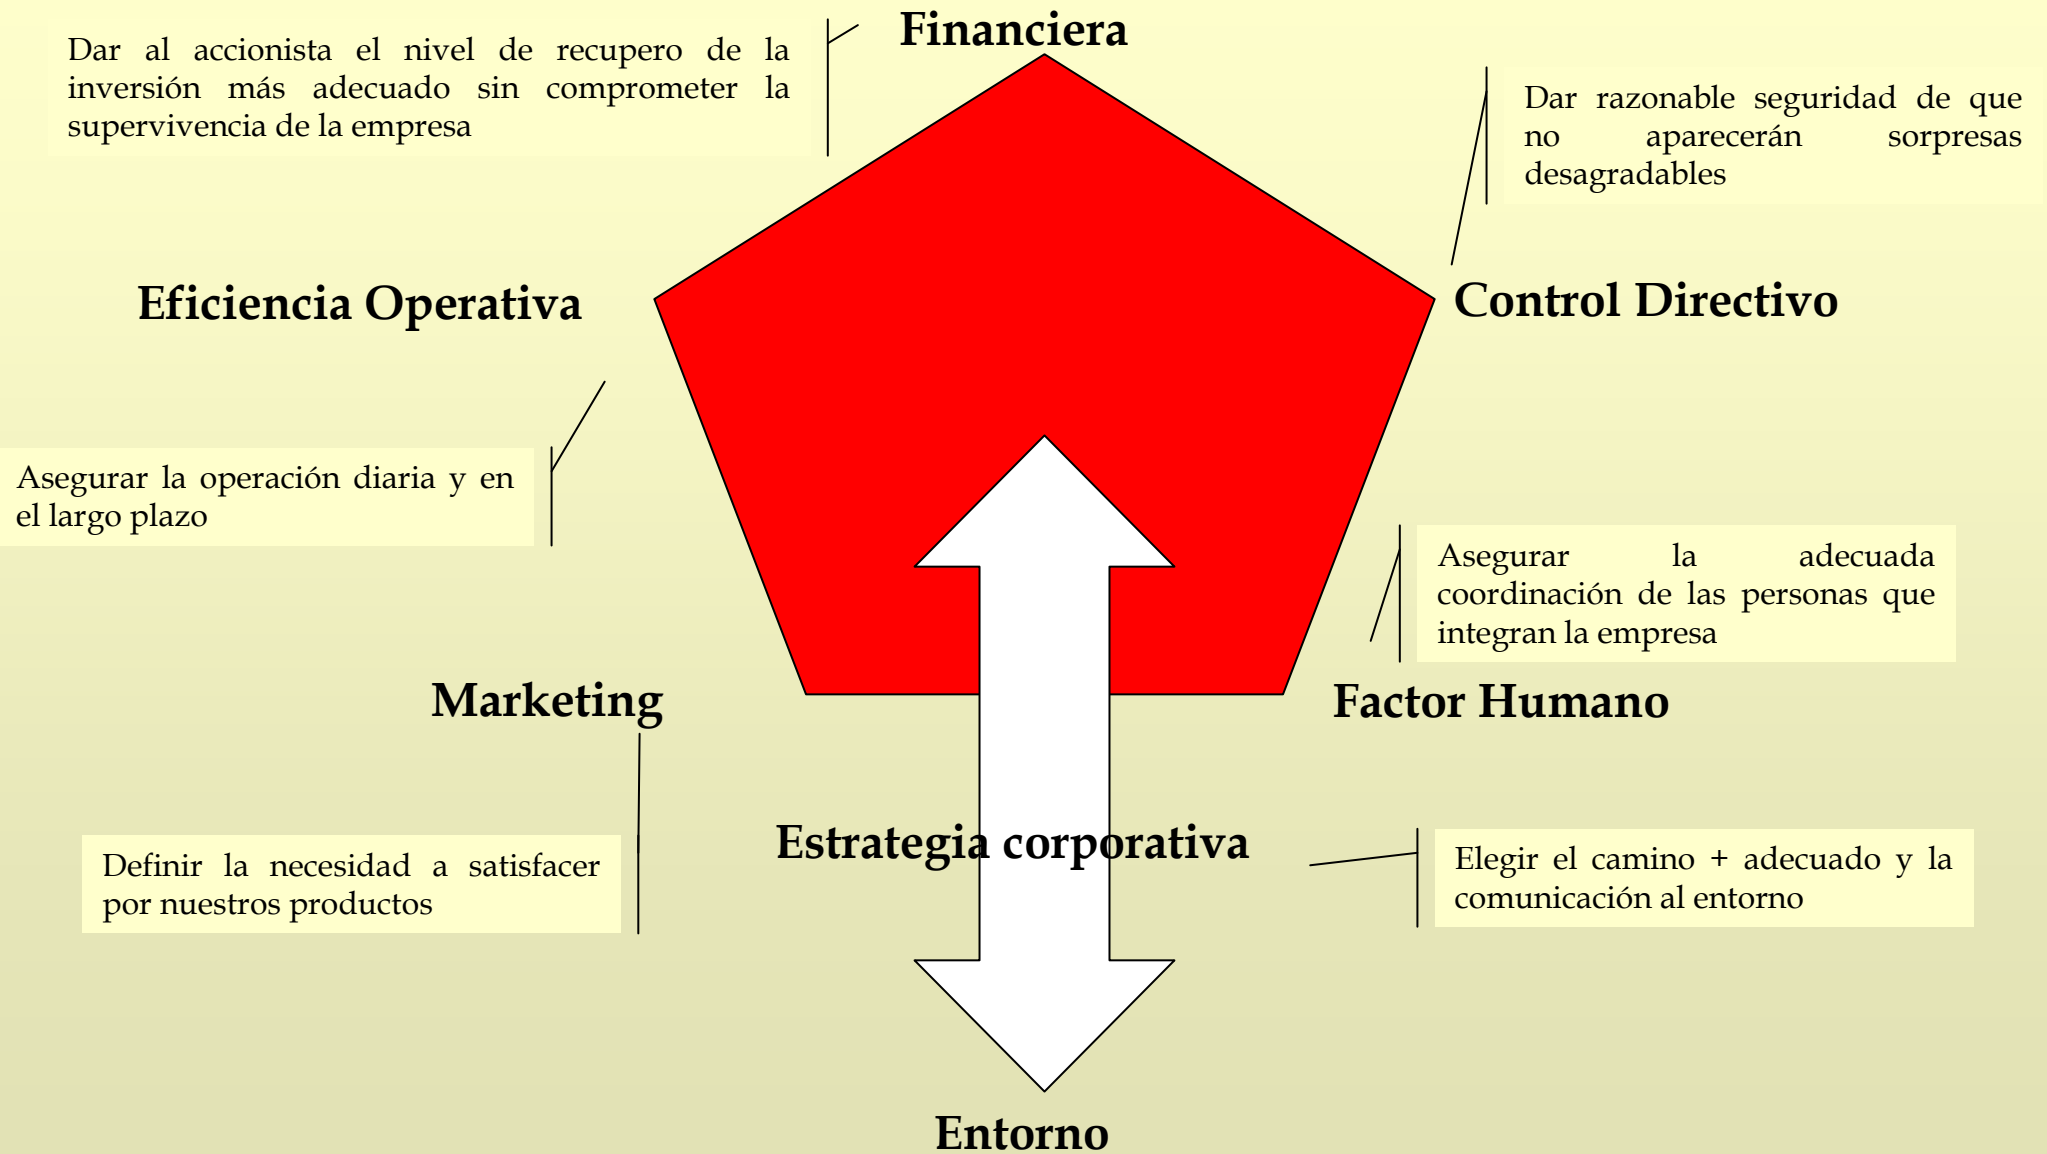 Financiera
Dar al accionista el nivel de recupero de la
inversión más adecuado sin comprometer la
supervivencia de la empresa
Dar razonable seguridad de que
no aparecerán sorpresas
desagradables
Eficiencia Operativa
Control Directivo
Asegurar la operación diaria y en
el largo plazo
Asegurar la adecuada
coordinación de las personas que
integran la empresa
Marketing
Factor Humano
Estrategia corporativa
Definir la necesidad a satisfacer
por nuestros productos
Elegir el camino + adecuado y la
comunicación al entorno
Entorno